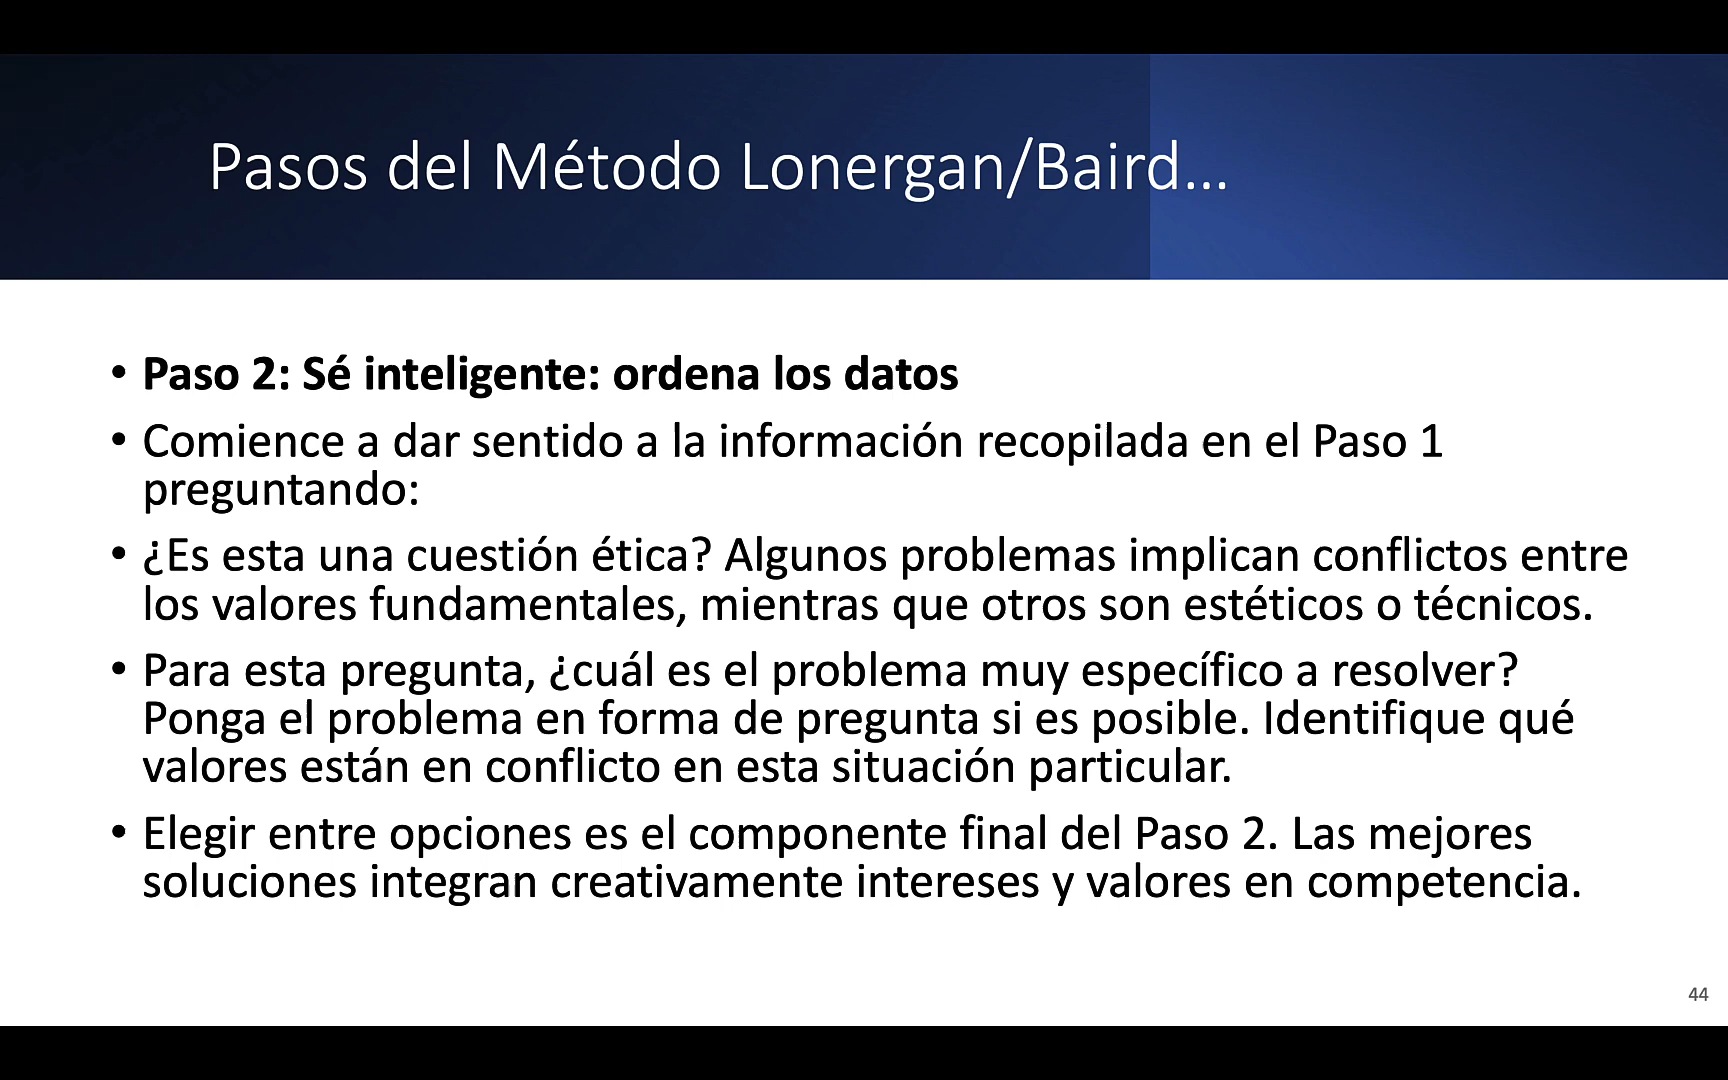 Pasos del Método Lonergan/Baird...
• Paso 2: Sé inteligente: ordena los datos
• Comience a dar sentido a la información recopilada en el Paso 1
preguntando:
• ¿Es esta una cuestión ética? Algunos problemas implican conflictos entre
los valores fundamentales, mientras que otros son estéticos o técnicos.
• Para esta pregunta, ¿cuál es el problema muy específico a resolver?
Ponga el problema en forma de pregunta si es posible. Identifique qué
valores están en conflicto en esta situación particular.
• Elegir entre opciones es el componente final del Paso 2. Las mejores
soluciones integran creativamente intereses y valores en competencia.
44